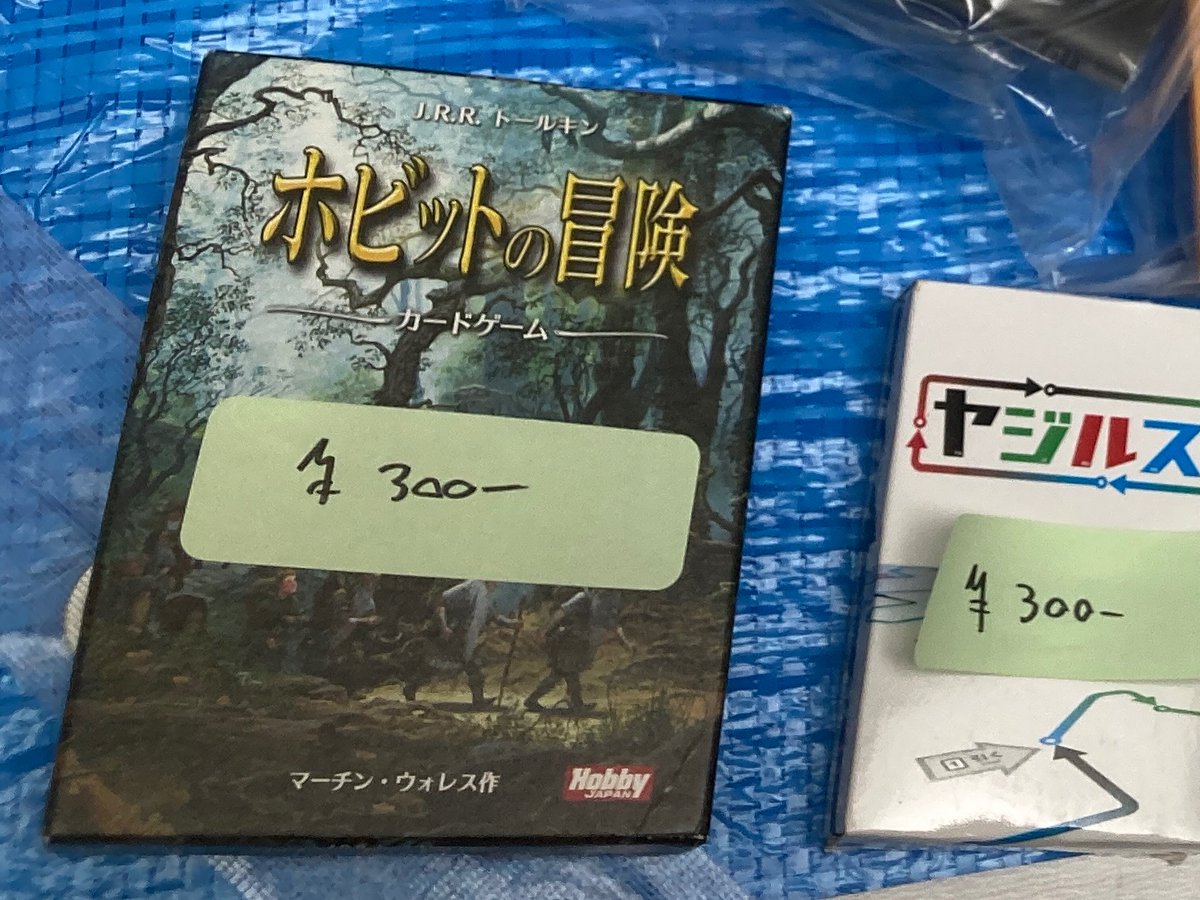 J.R.R. トールキン
ホビットの冒険
カードゲーム
¥ 300-
マーチン・ウォレス作
Hobby
JAPAN
ヤジルス
¥ 300-